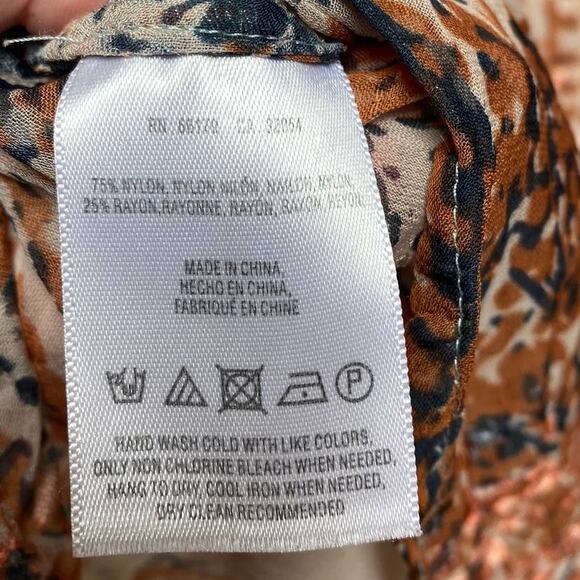 RN 66170 CA 32054
75% NYLON, NYLON NILÓN, NAILON, NYLON,
25% RAYON,RAYONNE, RAYON, RAYON, REYON
MADE IN CHINA,
HECHO EN CHINA,
FABRIQUÉ EN CHINE
P
HAND WASH COLD WITH LIKE COLORS,
ONLY NON CHLORINE BLEACH WHEN NEEDED,
HANG TO DRY, COOL IRON WHEN NEEDED,
DRY CLEAN RECOMMENDED